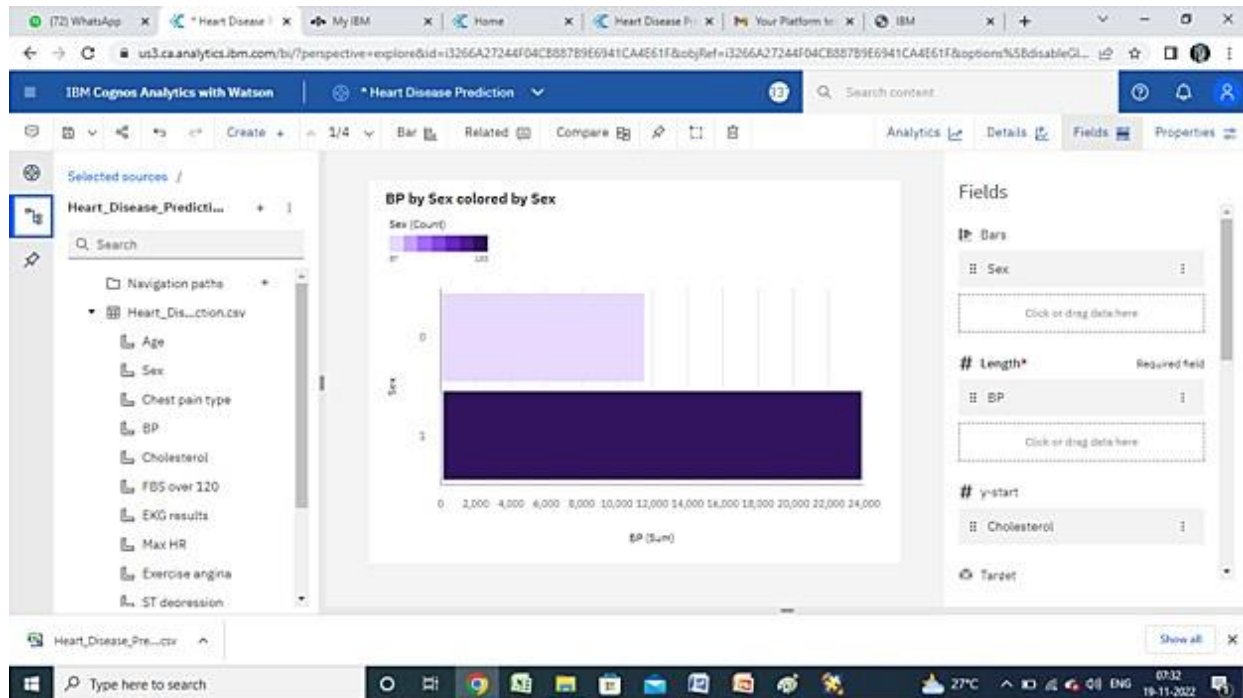 (72) WhatsApp
* Heart Disease
My IBM
Home
Heart Disease Pr
Your Platform
IBM
us3.ca.analytics.ibm.com/bi/?perspective=explore&id=
IBM Cognos Analytics with Watson
* Heart Disease Prediction
Search content
Create +
1/4
Bar
Related
Compare
Analytics
Details
Fields
Properties
Selected sources /
Heart_Disease_Predicti...
Search
Navigation paths
Heart_Dis...ction.csv
Age
Sex
Chest pain type
BP
Cholesterol
FBS over 120
EKG results
Max HR
Exercise angina
ST depression
BP by Sex colored by Sex
Sex (Count)
0
1
Sex
0 2,000 4,000 6,000 8,000 10,000 12,000 14,000 16,000 18,000 20,000 22,000 24,000
BP (Sum)
Fields
Bars
Sex
Click or drag data here
# Length*
Required field
BP
Click or drag data here
# y-start
Cholesterol
Target
Heart_Disease_Pre....csv
Show all
Type here to search
27°C
ENG
07:32
19-11-2022